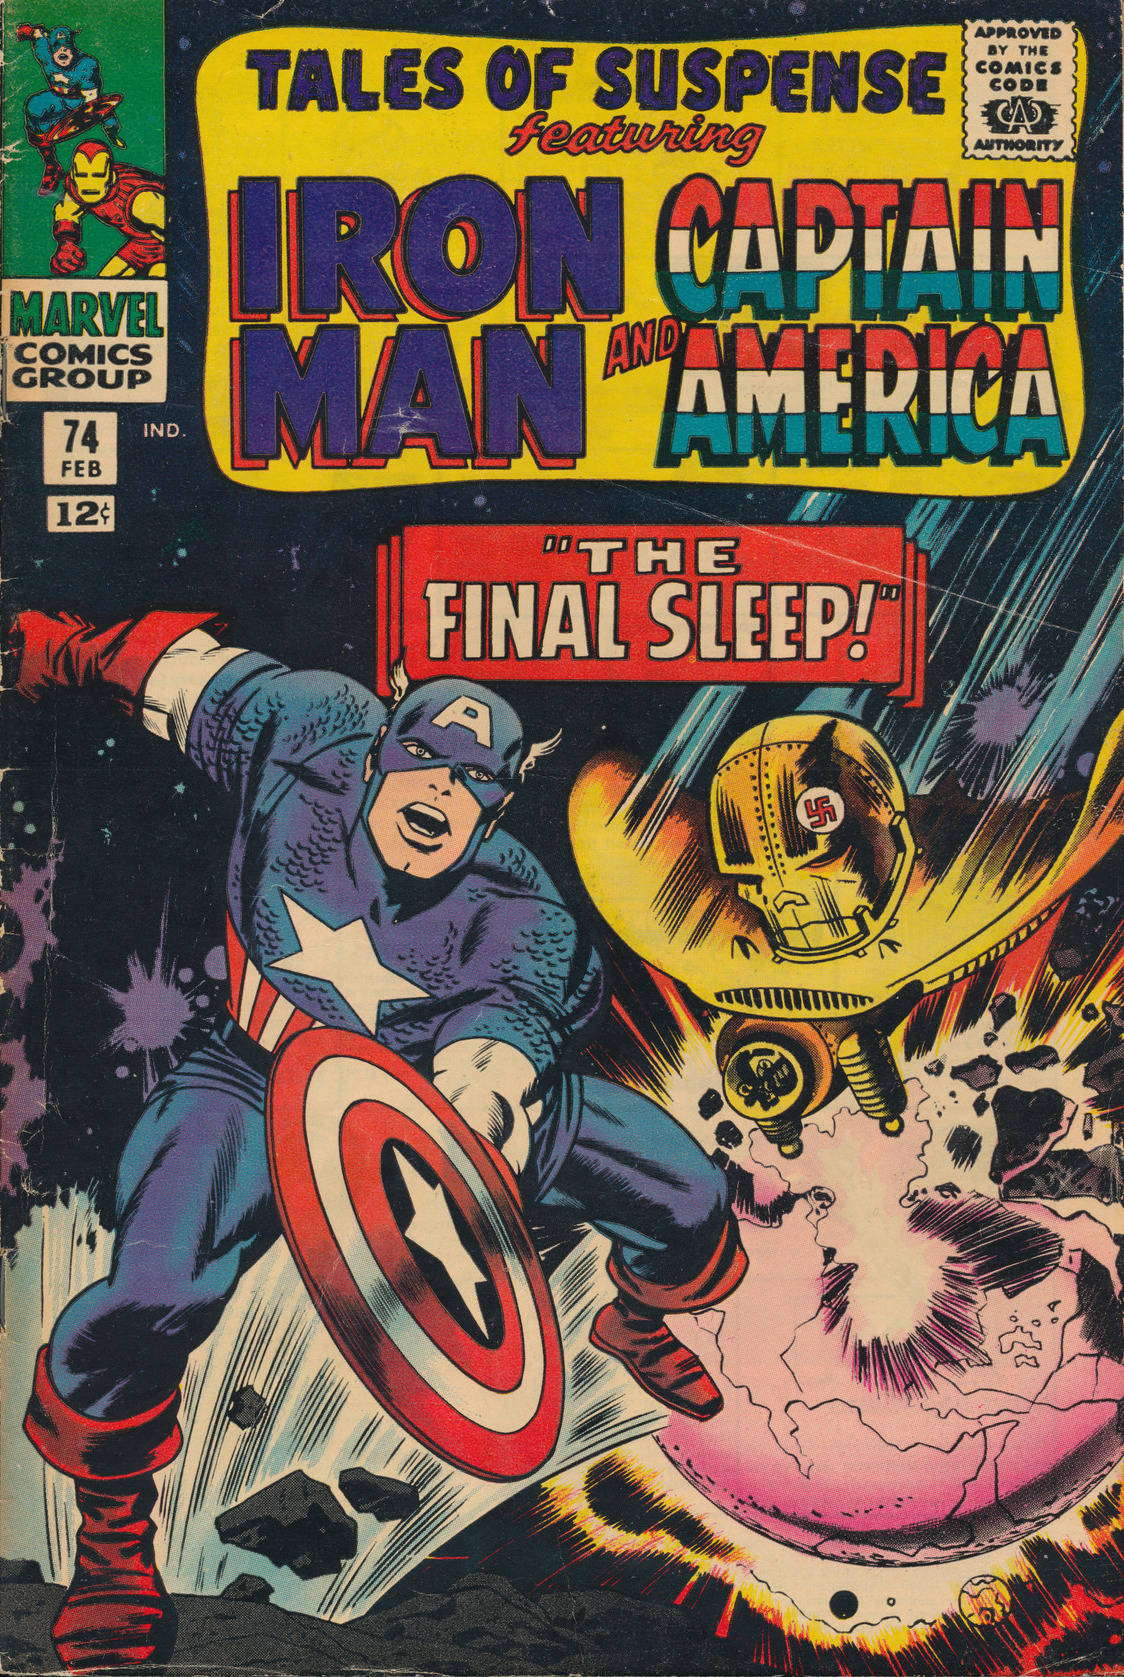 TALES OF SUSPENSE
featuring
IRON
MAN
AND
CAPTAIN
AMERICA
APPROVED
BY THE
COMICS
CODE
CA
AUTHORITY
MARVEL
COMICS
GROUP
74
FEB
IND.
12¢
"THE
FINAL SLEEP!"
A